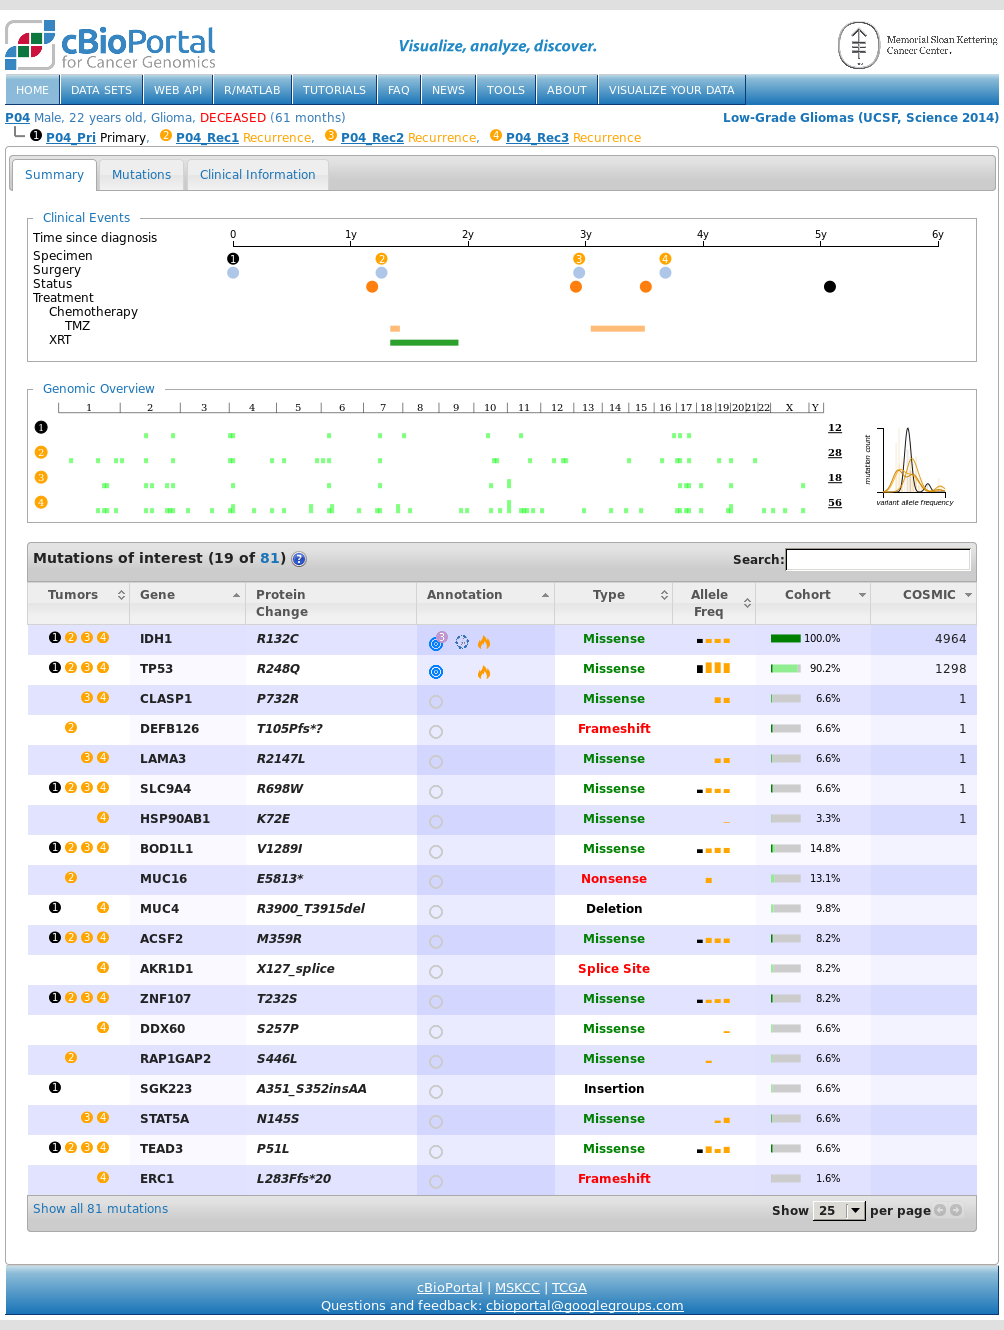 cBioPortal
for Cancer Genomics
Visualize, analyze, discover.
Memorial Sloan Kettering
Cancer Center
HOME DATA SETS WEB API R/MATLAB TUTORIALS FAQ NEWS TOOLS ABOUT VISUALIZE YOUR DATA
P04 Male, 22 years old, Glioma, DECEASED (61 months) Low-Grade Gliomas (UCSF, Science 2014)
1 P04_Pri Primary, 2 P04_Rec1 Recurrence, 3 P04_Rec2 Recurrence, 4 P04_Rec3 Recurrence
Summary Mutations Clinical Information
Clinical Events
Time since diagnosis 0 1y 2y 3y 4y 5y 6y
Specimen 1 2 3 4
Surgery
Status
Treatment
Chemotherapy
TMZ
XRT
Genomic Overview
1 2 3 4 5 6 7 8 9 10 11 12 13 14 15 16 17 18 19 20 21 22 X Y
1 12
2 28
3 18
4 56
mutation count
variant allele frequency
Mutations of interest (19 of 81) ? Search:
Tumors Gene Protein Change Annotation Type Allele Freq Cohort COSMIC
1 2 3 4 IDH1 R132C 3 Missense 100.0% 4964
1 2 3 4 TP53 R248Q Missense 90.2% 1298
3 4 CLASP1 P732R Missense 6.6% 1
2 DEFB126 T105Pfs*? Frameshift 6.6% 1
3 4 LAMA3 R2147L Missense 6.6% 1
1 2 3 4 SLC9A4 R698W Missense 6.6% 1
4 HSP90AB1 K72E Missense 3.3% 1
1 2 3 4 BOD1L1 V1289I Missense 14.8%
2 MUC16 E5813* Nonsense 13.1%
1 4 MUC4 R3900_T3915del Deletion 9.8%
1 2 3 4 ACSF2 M359R Missense 8.2%
4 AKR1D1 X127_splice Splice Site 8.2%
1 2 3 4 ZNF107 T232S Missense 8.2%
4 DDX60 S257P Missense 6.6%
2 RAP1GAP2 S446L Missense 6.6%
1 SGK223 A351_S352insAA Insertion 6.6%
3 4 STAT5A N145S Missense 6.6%
1 2 3 4 TEAD3 P51L Missense 6.6%
4 ERC1 L283Ffs*20 Frameshift 1.6%
Show all 81 mutations Show 25 per page
cBioPortal | MSKCC | TCGA
Questions and feedback: cbioportal@googlegroups.com